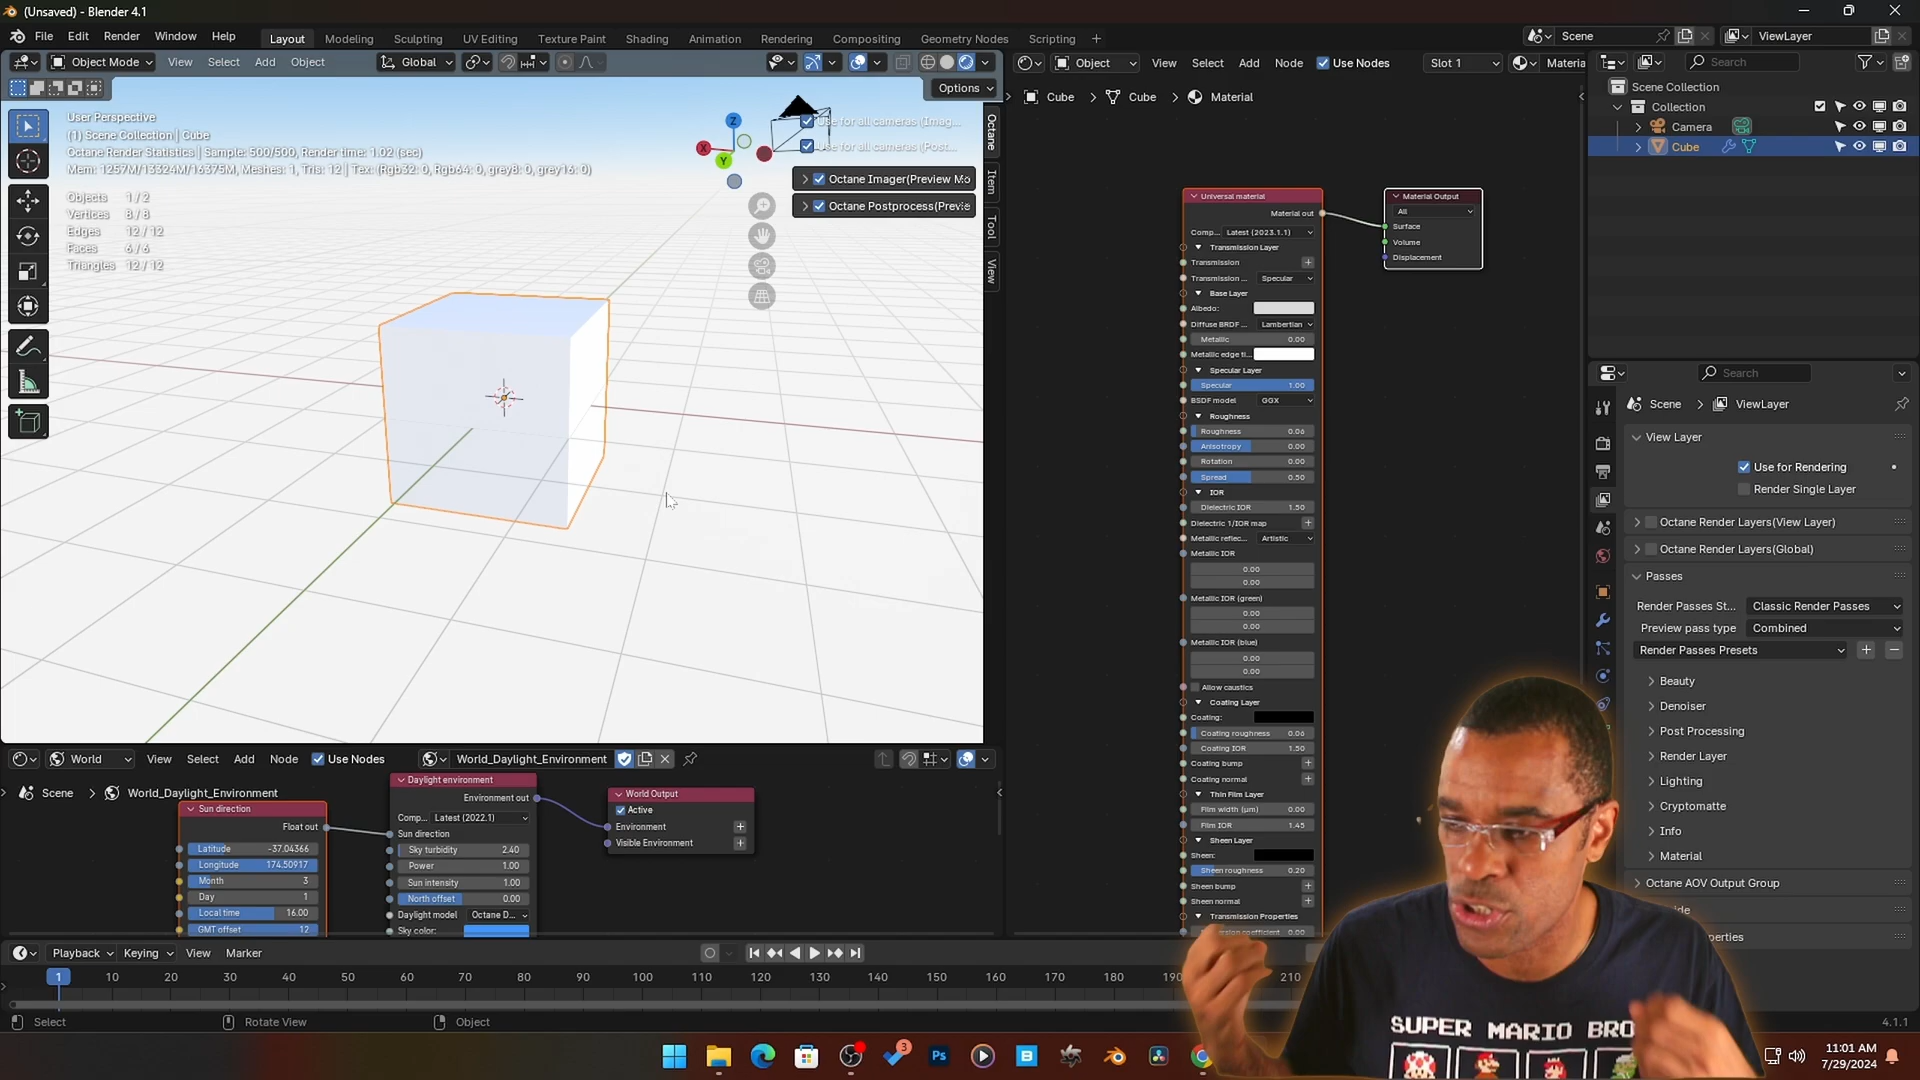 (Unsaved) - Blender 4.1
File Edit Render Window Help
Layout Modeling Sculpting UV Editing Texture Paint Shading Animation Rendering Compositing Geometry Nodes Scripting +
Scene
ViewLayer
Object Mode View Select Add Object
Global
Options
User Perspective
(1) Scene Collection | Cube
Octane Render Statistics | Sample: 500/500, Render time: 1.02 (sec)
Mem: 1257M/13324M/16375M, Meshes: 1, Tris: 12 | Tex: (Rgb32: 0, Rgb64: 0, grey8: 0, grey16: 0)
Objects 1/2
Vertices 8/8
Edges 12/12
Faces 6/6
Triangles 12/12
Z
X
Y
Use for all cameras (Imag...
Use for all cameras (Post...
Octane Imager(Preview Mo
Octane Postprocess(Previe
Octane
Item
Tool
View
Object View Select Add Node Use Nodes Slot 1 Materia
Cube > Cube > Material
Universal material
Material out
Comp... Latest (2023.1.1)
Transmission Layer
Transmission
Transmission ... Specular
Base Layer
Albedo:
Diffuse BRDF ... Lambertian
Metallic 0.00
Metallic edge ti...
Specular Layer
Specular 1.00
BSDF model GGX
Roughness
Roughness 0.06
Anisotropy 0.00
Rotation 0.00
Spread 0.50
IOR
Dielectric IOR 1.50
Dielectric 1/IOR map
Metallic reflec... Artistic
Metallic IOR
0.00
0.00
Metallic IOR (green)
0.00
0.00
Metallic IOR (blue)
0.00
0.00
Allow caustics
Coating Layer
Coating:
Coating roughness 0.06
Coating IOR 1.50
Coating bump
Coating normal
Thin Film Layer
Film width (µm) 0.00
Film IOR 1.45
Sheen Layer
Sheen:
Sheen roughness 0.20
Sheen bump
Sheen normal
Transmission Properties
coefficient 0.00
Material Output
All
Surface
Volume
Displacement
Search
Scene Collection
Collection
Camera
Cube
Search
Scene > ViewLayer
View Layer
Use for Rendering
Render Single Layer
Octane Render Layers(View Layer)
Octane Render Layers(Global)
Passes
Render Passes St... Classic Render Passes
Preview pass type Combined
Render Passes Presets
Beauty
Denoiser
Post Processing
Render Layer
Lighting
Cryptomatte
Info
Material
Octane AOV Output Group
World View Select Add Node Use Nodes World_Daylight_Environment
Scene > World_Daylight_Environment
Sun direction
Float out
Latitude -37.04366
Longitude 174.50917
Month 3
Day 1
Local time 16.00
GMT offset 12
Daylight environment
Environment out
Comp... Latest (2022.1)
Sun direction
Sky turbidity 2.40
Power 1.00
Sun intensity 1.00
North offset 0.00
Daylight model Octane D...
Sky color:
World Output
Active
Environment
Visible Environment
Playback Keying View Marker
1 10 20 30 40 50 60 70 80 90 100 110 120 130 140 150 160 170 180 190 210
Select Rotate View Object
4.1.1
SUPER MARIO BRO
3
Ps
11:01 AM
7/29/2024